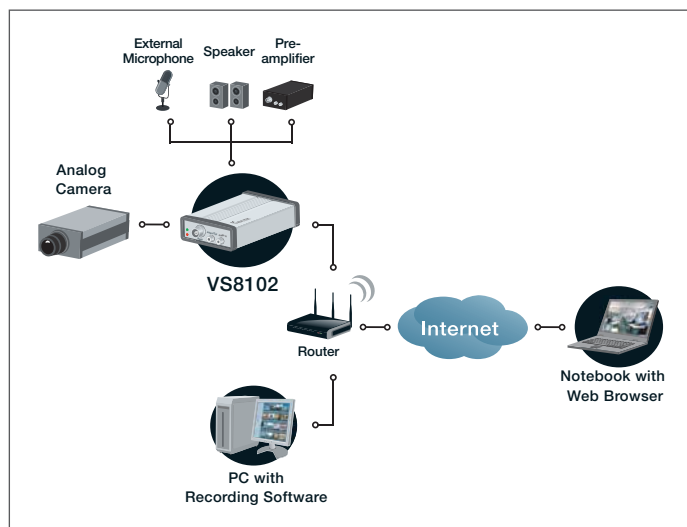 External
Microphone
Speaker
Pre-
amplifier
Analog
Camera
VS8102
Router
Internet
Notebook with
Web Browser
PC with
Recording Software